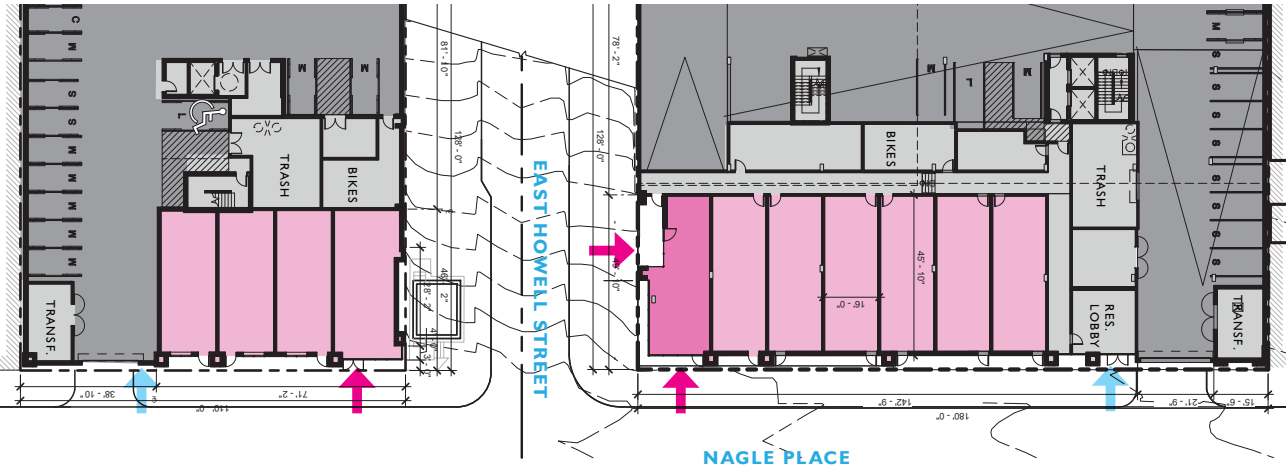 C
M
M
S
S
M
M
M
M
M
M
L
TRASH
BIKES
TRANSF.
81' - 10"
128' - 0"
38' - 10"
71' - 2"
110' - 0"
EAST HOWELL STREET
78' - 2"
128' - 0"
L
M
L
M
BIKES
TRASH
RES.
LOBBY
TRANSF.
M
S
S
S
S
S
S
45' - 10"
16' - 0"
142' - 9"
21' - 9"
15' - 6"
180' - 0"
NAGLE PLACE